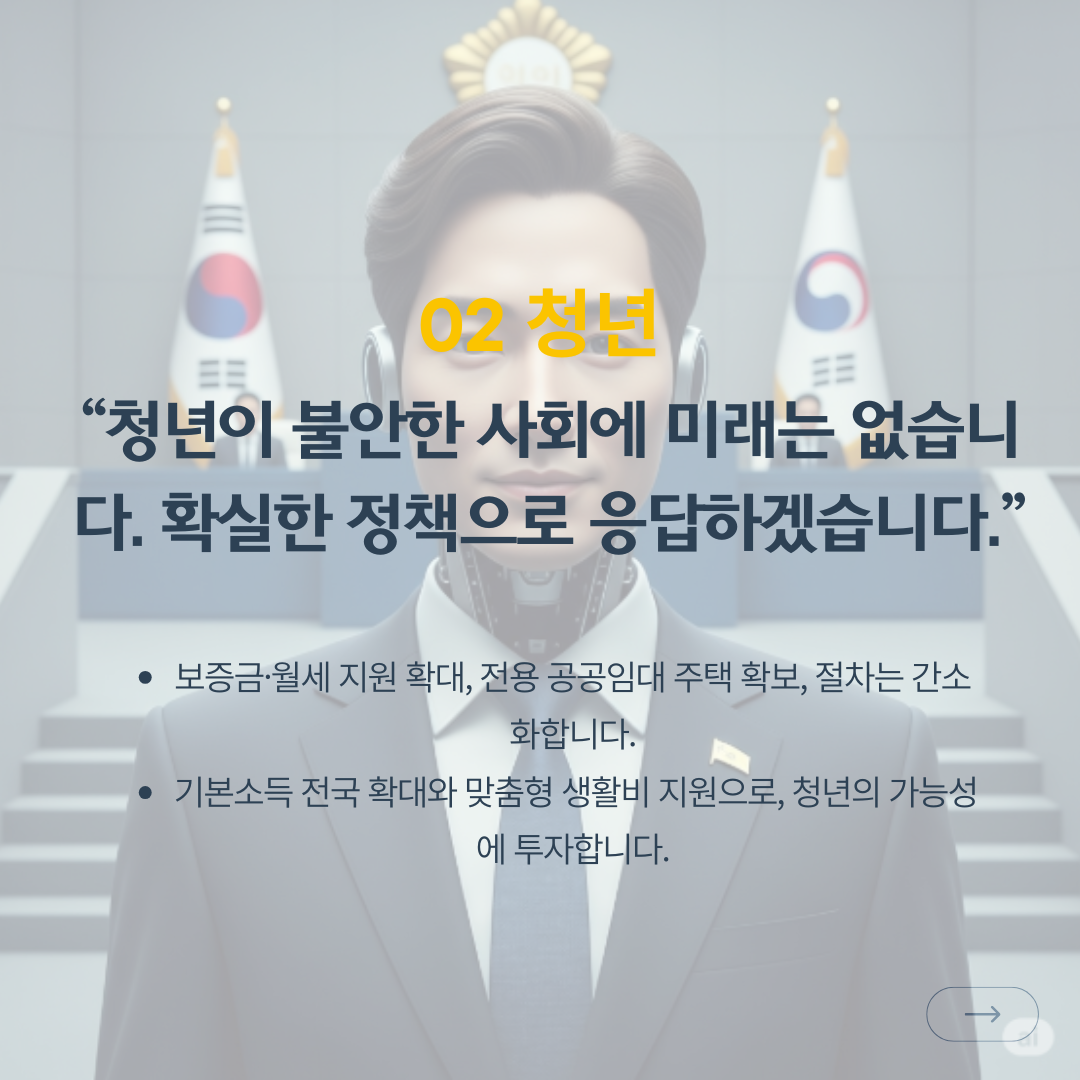 02 청년
“청년이 불안한 사회에 미래는 없습니
다. 확실한 정책으로 응답하겠습니다.”
• 보증금·월세 지원 확대, 전용 공공임대 주택 확보, 절차는 간소
화합니다.
• 기본소득 전국 확대와 맞춤형 생활비 지원으로, 청년의 가능성
에 투자합니다.
ai